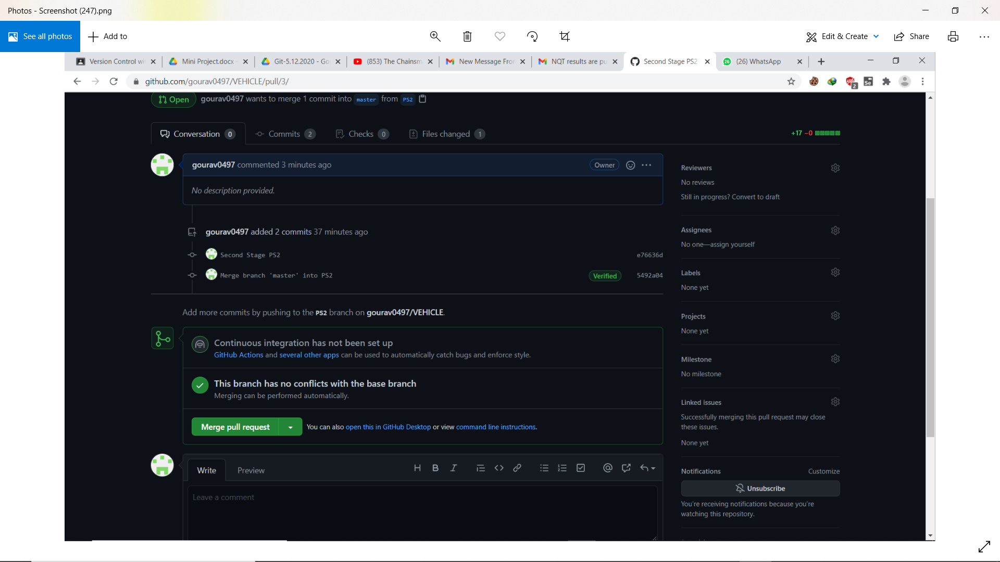 Photos - Screenshot (247).png
See all photos
Add to
Edit & Create
Share
Version Control wi
Mini Project.docx -
Git-5.12.2020 - Go
(853) The Chainsm
New Message Fror
NQT results are pu
Second Stage PS2
26
(26) WhatsApp
github.com/gourav0497/VEHICLE/pull/3/
2
Se
Open
gourav0497 wants to merge 1 commit into master from PS2
Conversation 0
Commits 2
Checks 0
Files changed 1
+17 −0
gourav0497 commented 3 minutes ago
Owner
No description provided.
gourav0497 added 2 commits 37 minutes ago
Second Stage PS2
e76636d
Merge branch 'master' into PS2
Verified
5492a04
Add more commits by pushing to the PS2 branch on gourav0497/VEHICLE.
Continuous integration has not been set up
GitHub Actions and several other apps can be used to automatically catch bugs and enforce style.
This branch has no conflicts with the base branch
Merging can be performed automatically.
Merge pull request
You can also open this in GitHub Desktop or view command line instructions.
Write
Preview
Leave a comment
Reviewers
No reviews
Still in progress? Convert to draft
Assignees
No one—assign yourself
Labels
None yet
Projects
None yet
Milestone
No milestone
Linked issues
Successfully merging this pull request may close
these issues.
None yet
Notifications
Customize
Unsubscribe
You're receiving notifications because you're
watching this repository.